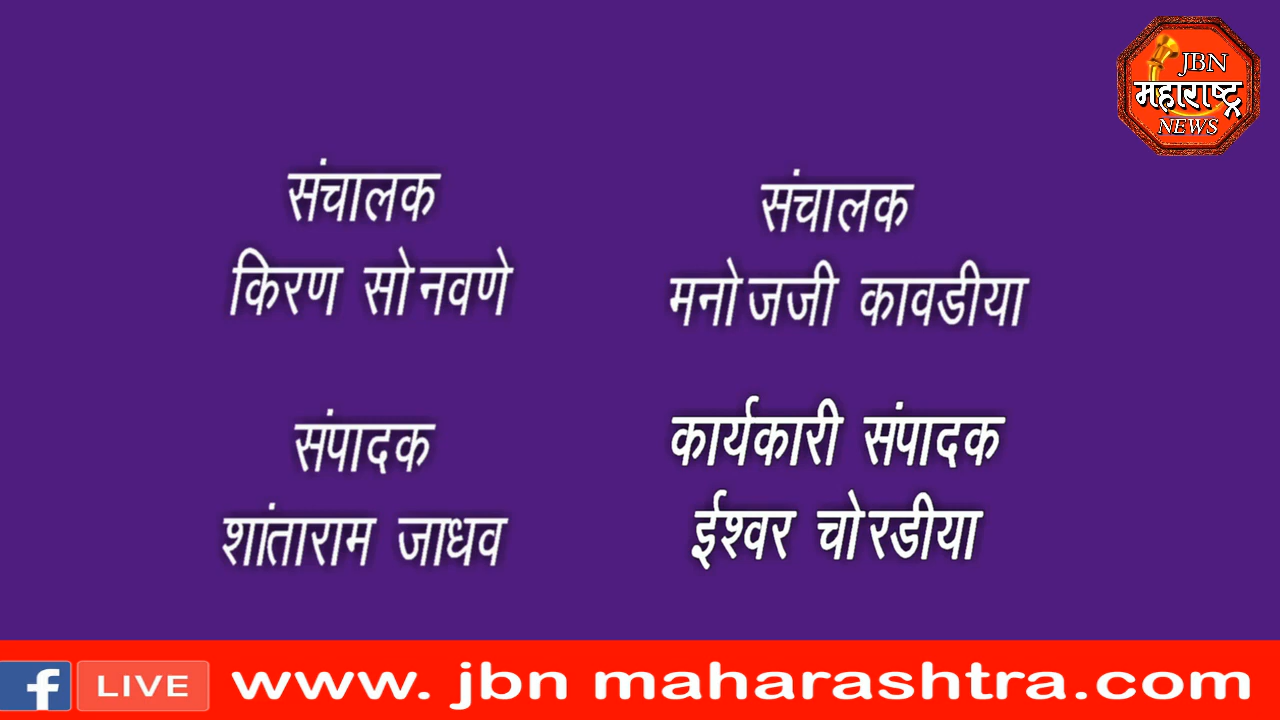 JBN
महाराष्ट्र
NEWS
संचालक
किरण सोनवणे
संचालक
मनोजजी कावडीया
संपादक
शांताराम जाधव
कार्यकारी संपादक
ईश्वर चोरडीया
f LIVE www. jbn maharashtra.com